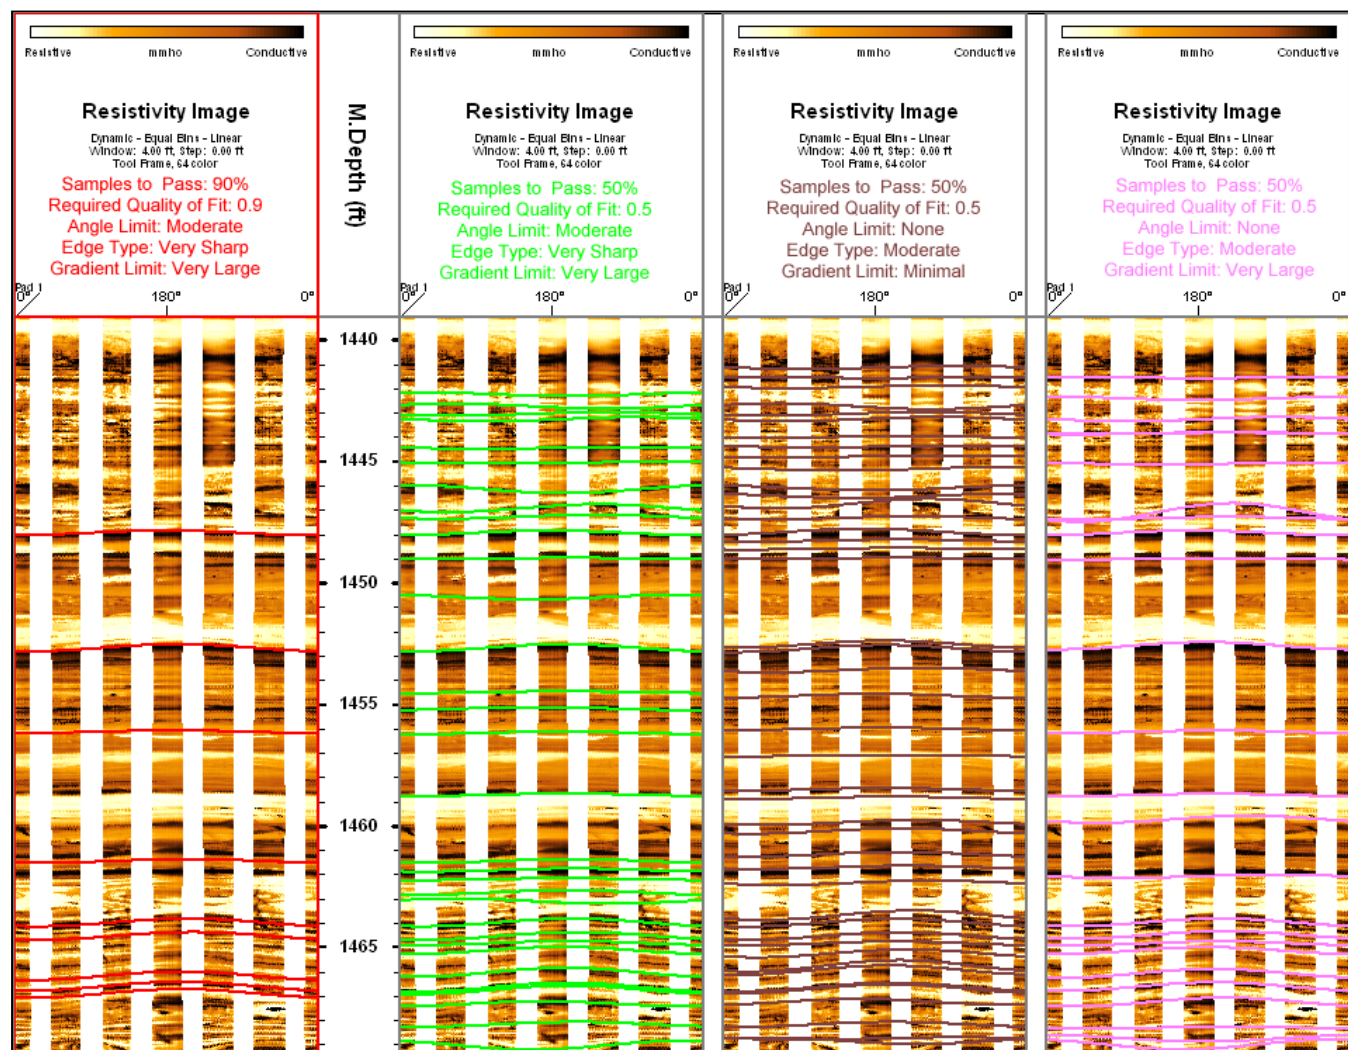 Resistive mmho Conductive
Resistivity Image
Dynamic - Equal Bins - Linear
Window: 4.00 ft, Step: 0.00 ft
Tool Frame, 64 color
Samples to Pass: 90%
Required Quality of Fit: 0.9
Angle Limit: Moderate
Edge Type: Very Sharp
Gradient Limit: Very Large
Pad 1
0° 180° 0°
M.Depth (ft)
Resistive mmho Conductive
Resistivity Image
Dynamic - Equal Bins - Linear
Window: 4.00 ft, Step: 0.00 ft
Tool Frame, 64 color
Samples to Pass: 50%
Required Quality of Fit: 0.5
Angle Limit: Moderate
Edge Type: Very Sharp
Gradient Limit: Very Large
Pad 1
0° 180° 0°
Resistive mmho Conductive
Resistivity Image
Dynamic - Equal Bins - Linear
Window: 4.00 ft, Step: 0.00 ft
Tool Frame, 64 color
Samples to Pass: 50%
Required Quality of Fit: 0.5
Angle Limit: None
Edge Type: Moderate
Gradient Limit: Minimal
Pad 1
0° 180° 0°
Resistive mmho Conductive
Resistivity Image
Dynamic - Equal Bins - Linear
Window: 4.00 ft, Step: 0.00 ft
Tool Frame, 64 color
Samples to Pass: 50%
Required Quality of Fit: 0.5
Angle Limit: None
Edge Type: Moderate
Gradient Limit: Very Large
Pad 1
0° 180° 0°
1440
1445
1450
1455
1460
1465